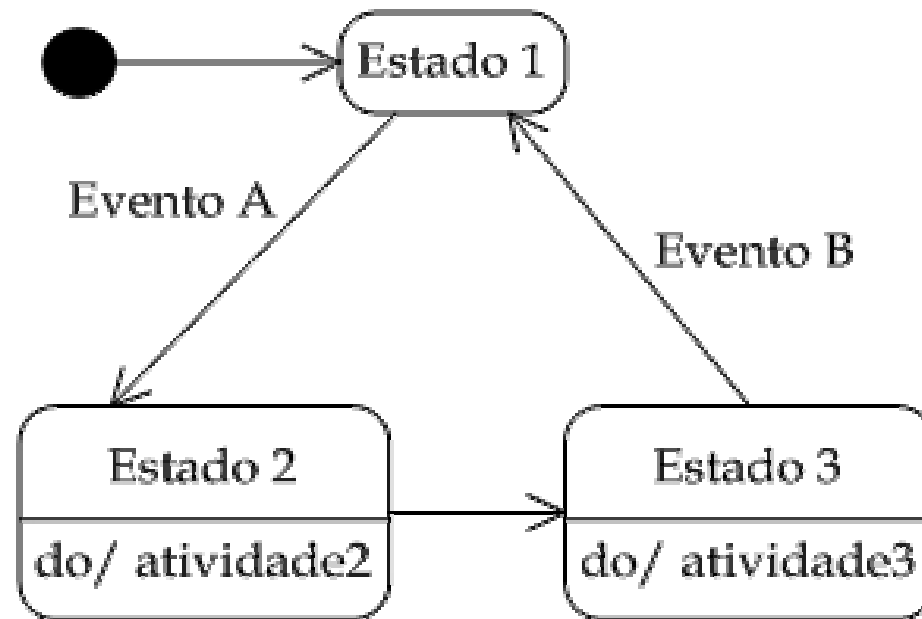 Estado 1
Evento A
Evento B
Estado 2
do/ atividade2
Estado 3
do/ atividade3